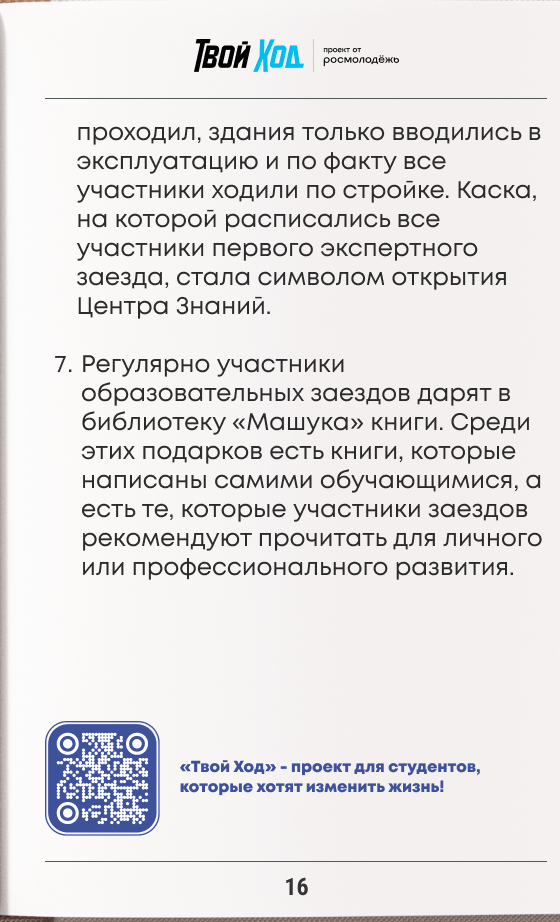 ТВОЙ ХОД
проект от
росмолодёжь
проходил, здания только вводились в
эксплуатацию и по факту все
участники ходили по стройке. Каска,
на которой расписались все
участники первого экспертного
заезда, стала символом открытия
Центра Знаний.
7. Регулярно участники
образовательных заездов дарят в
библиотеку «Машука» книги. Среди
этих подарков есть книги, которые
написаны самими обучающимися, а
есть те, которые участники заездов
рекомендуют прочитать для личного
или профессионального развития.
«Твой Ход» - проект для студентов,
которые хотят изменить жизнь!
16